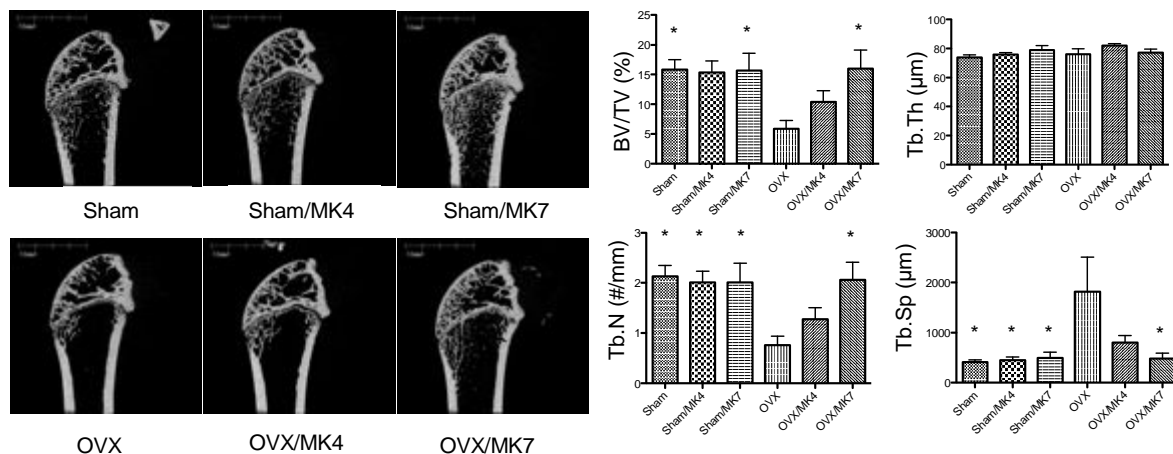 Sham
Sham/MK4
Sham/MK7
OVX
OVX/MK4
OVX/MK7
BV/TV (%)
25
20
15
10
5
0
*
*
*
Sham
Sham/MK4
Sham/MK7
OVX
OVX/MK4
OVX/MK7
Tb.Th (µm)
100
80
60
40
20
0
Sham
Sham/MK4
Sham/MK7
OVX
OVX/MK4
OVX/MK7
Tb.N (#/mm)
3
2
1
0
*
*
*
*
Sham
Sham/MK4
Sham/MK7
OVX
OVX/MK4
OVX/MK7
Tb.Sp (µm)
3000
2000
1000
0
*
*
*
*
Sham
Sham/MK4
Sham/MK7
OVX
OVX/MK4
OVX/MK7